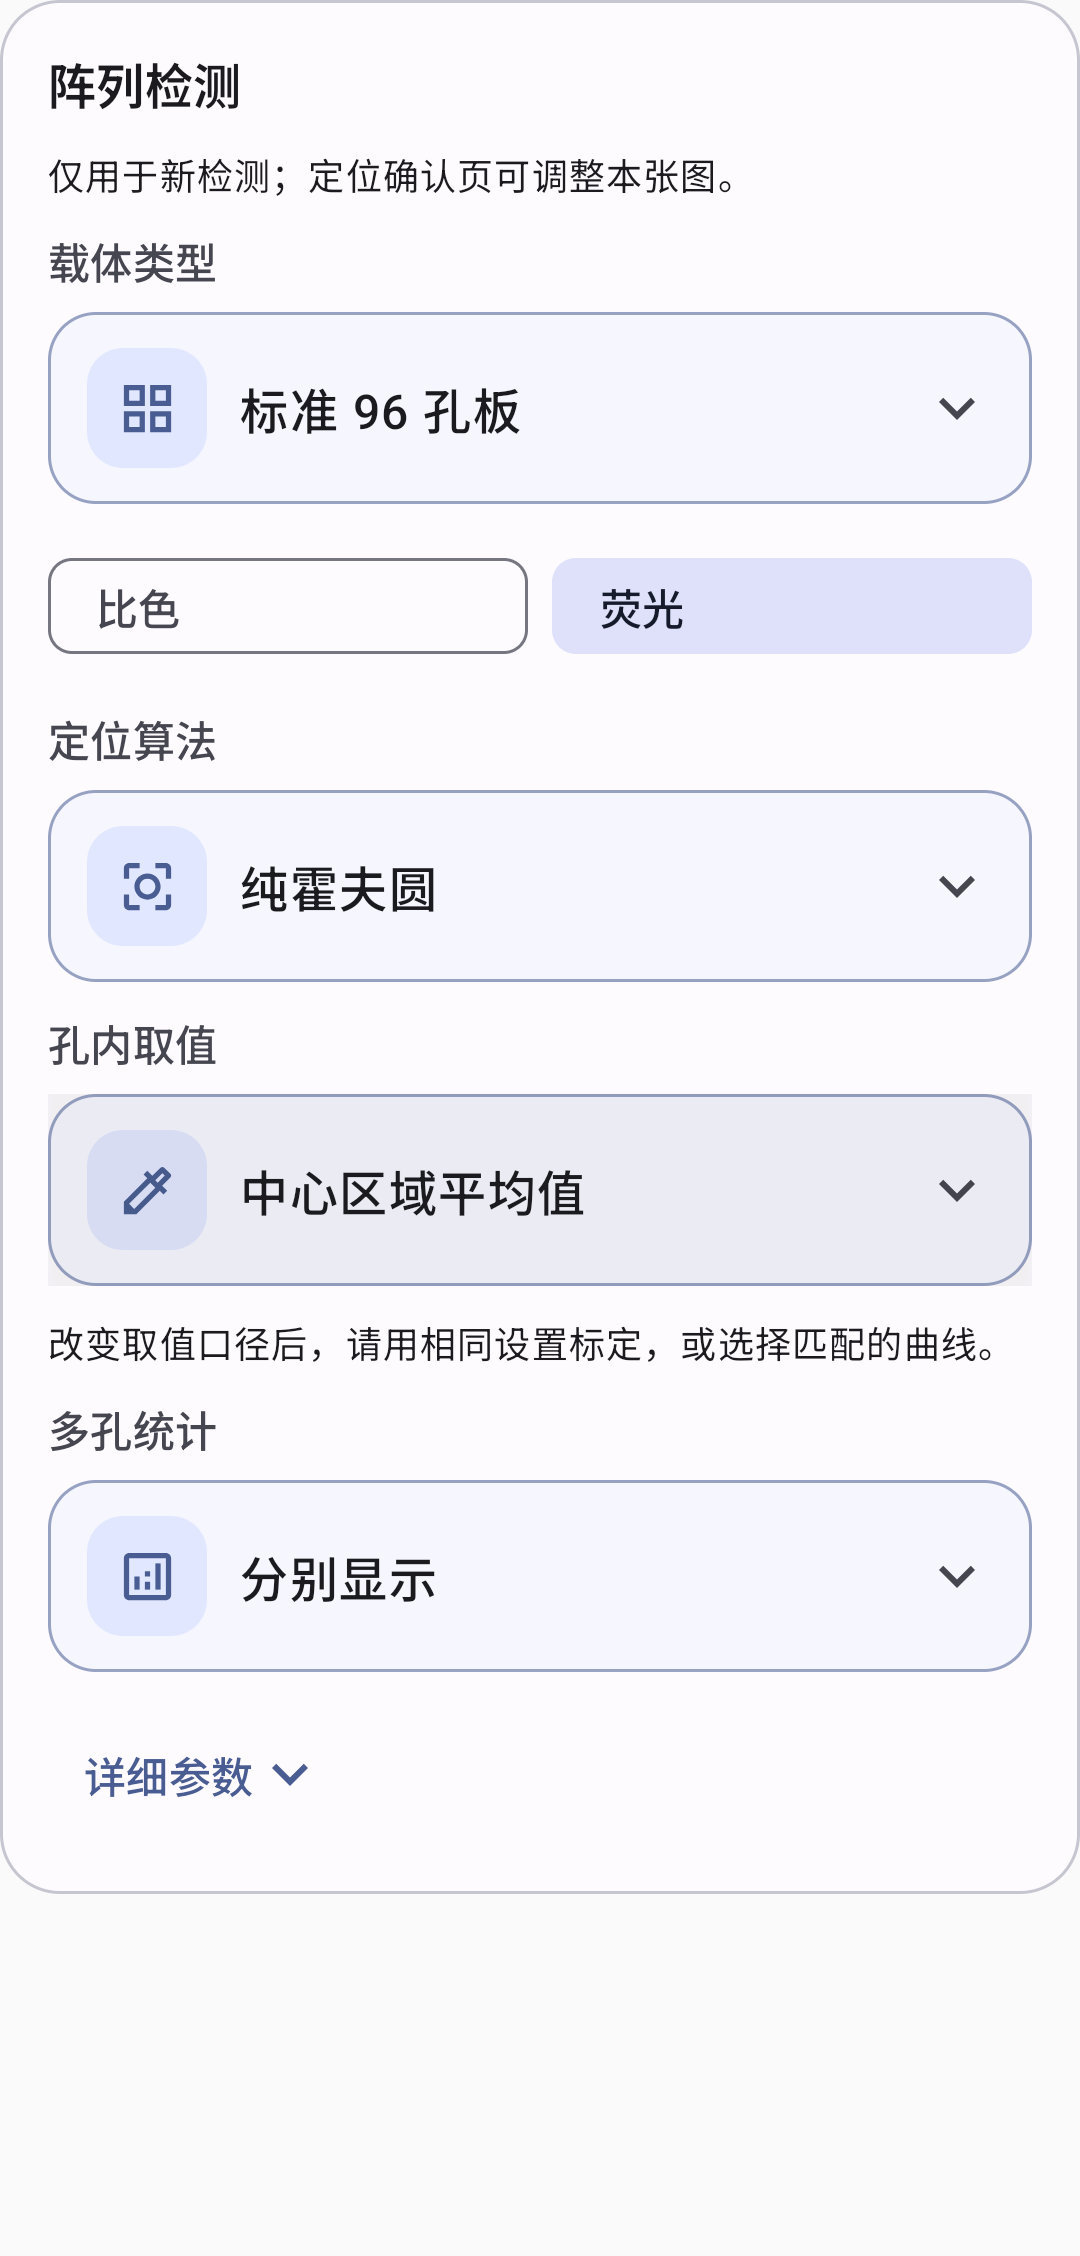 阵列检测
仅用于新检测；定位确认页可调整本张图。
载体类型
标准 96 孔板
比色
荧光
定位算法
纯霍夫圆
孔内取值
中心区域平均值
改变取值口径后，请用相同设置标定，或选择匹配的曲线。
多孔统计
分别显示
详细参数